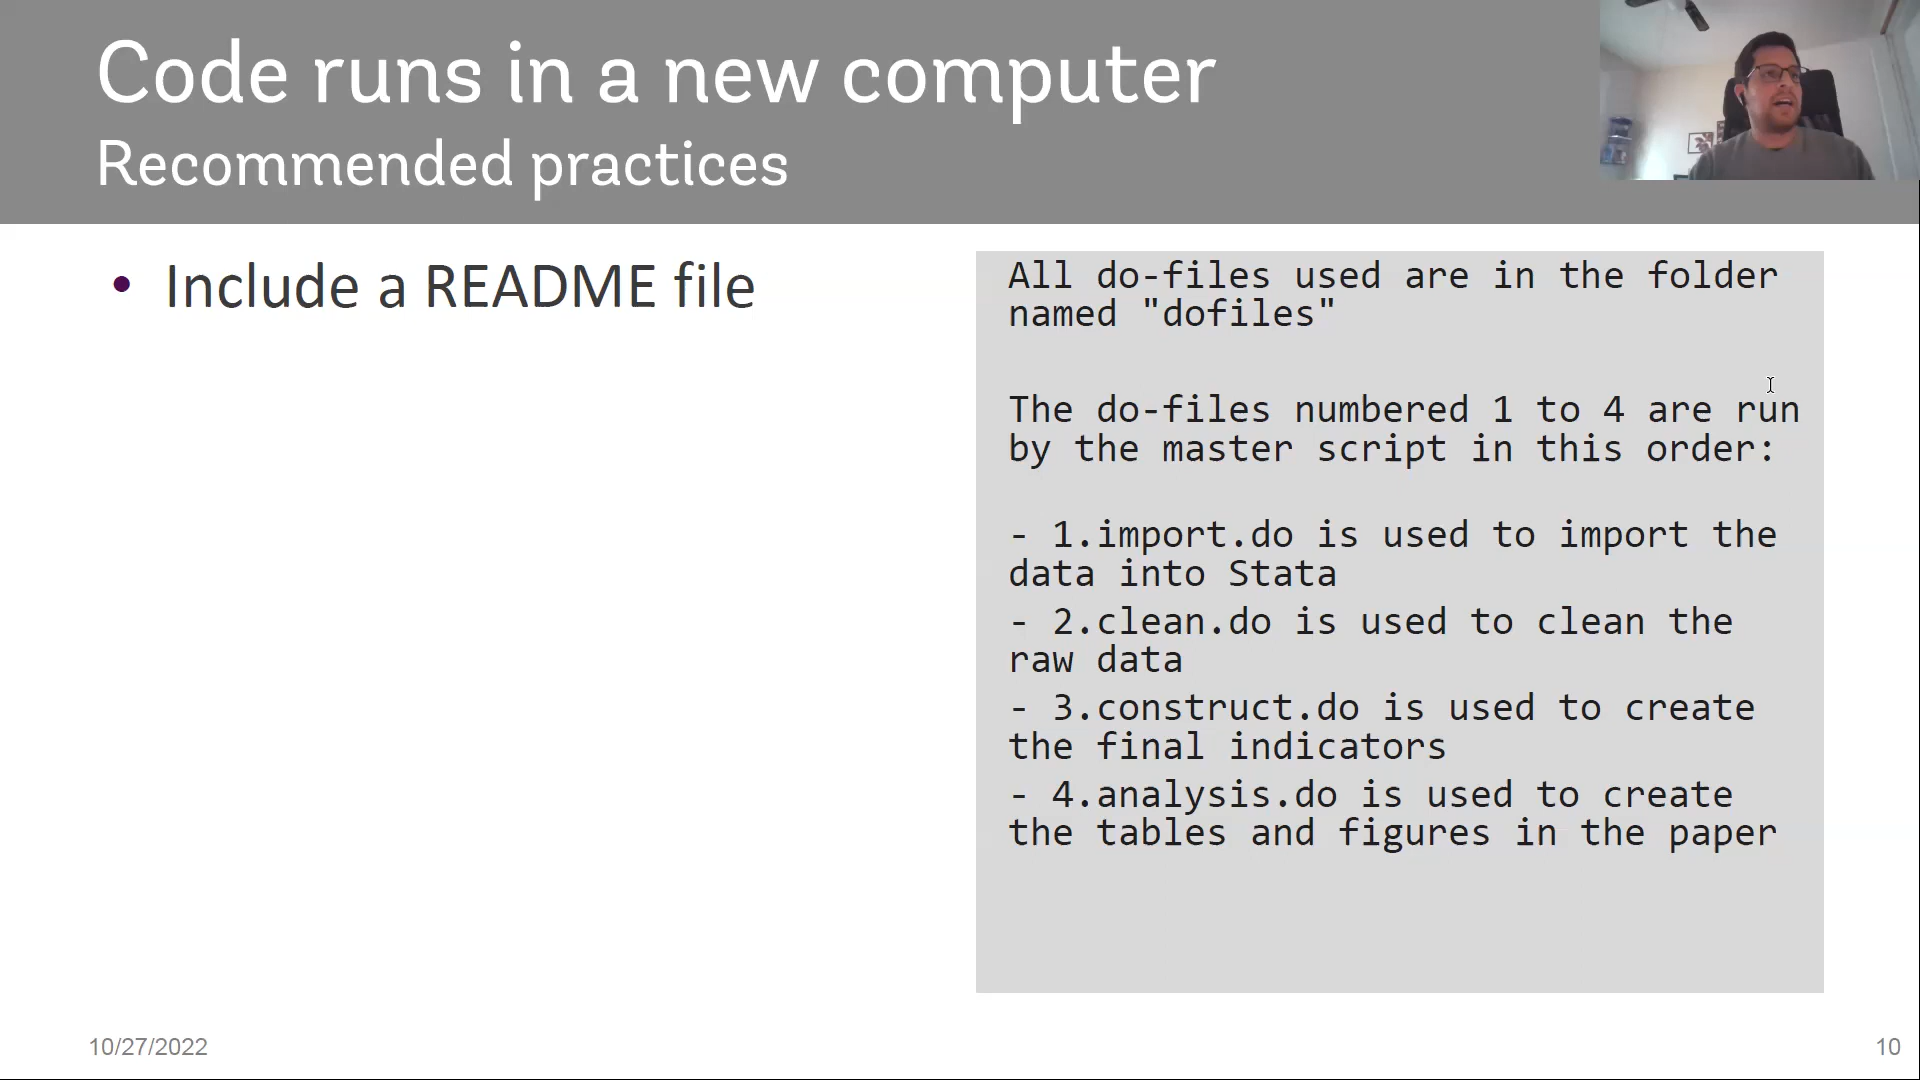 Code runs in a new computer
Recommended practices
• Include a README file
All do-files used are in the folder
named "dofiles"
The do-files numbered 1 to 4 are run
by the master script in this order:
- 1.import.do is used to import the
data into Stata
- 2.clean.do is used to clean the
raw data
- 3.construct.do is used to create
the final indicators
- 4.analysis.do is used to create
the tables and figures in the paper
10/27/2022
10